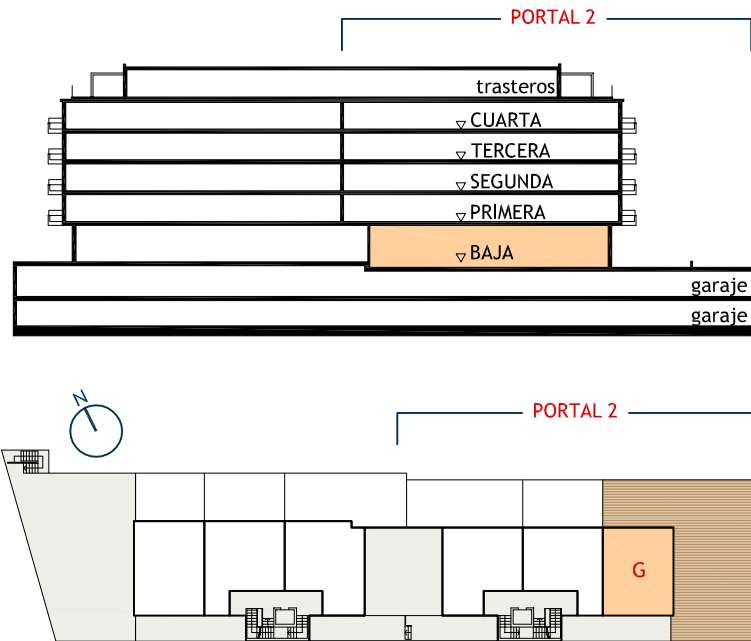 PORTAL 2
trasteros
CUARTA
TERCERA
SEGUNDA
PRIMERA
BAJA
garaje
garaje
N
PORTAL 2
G